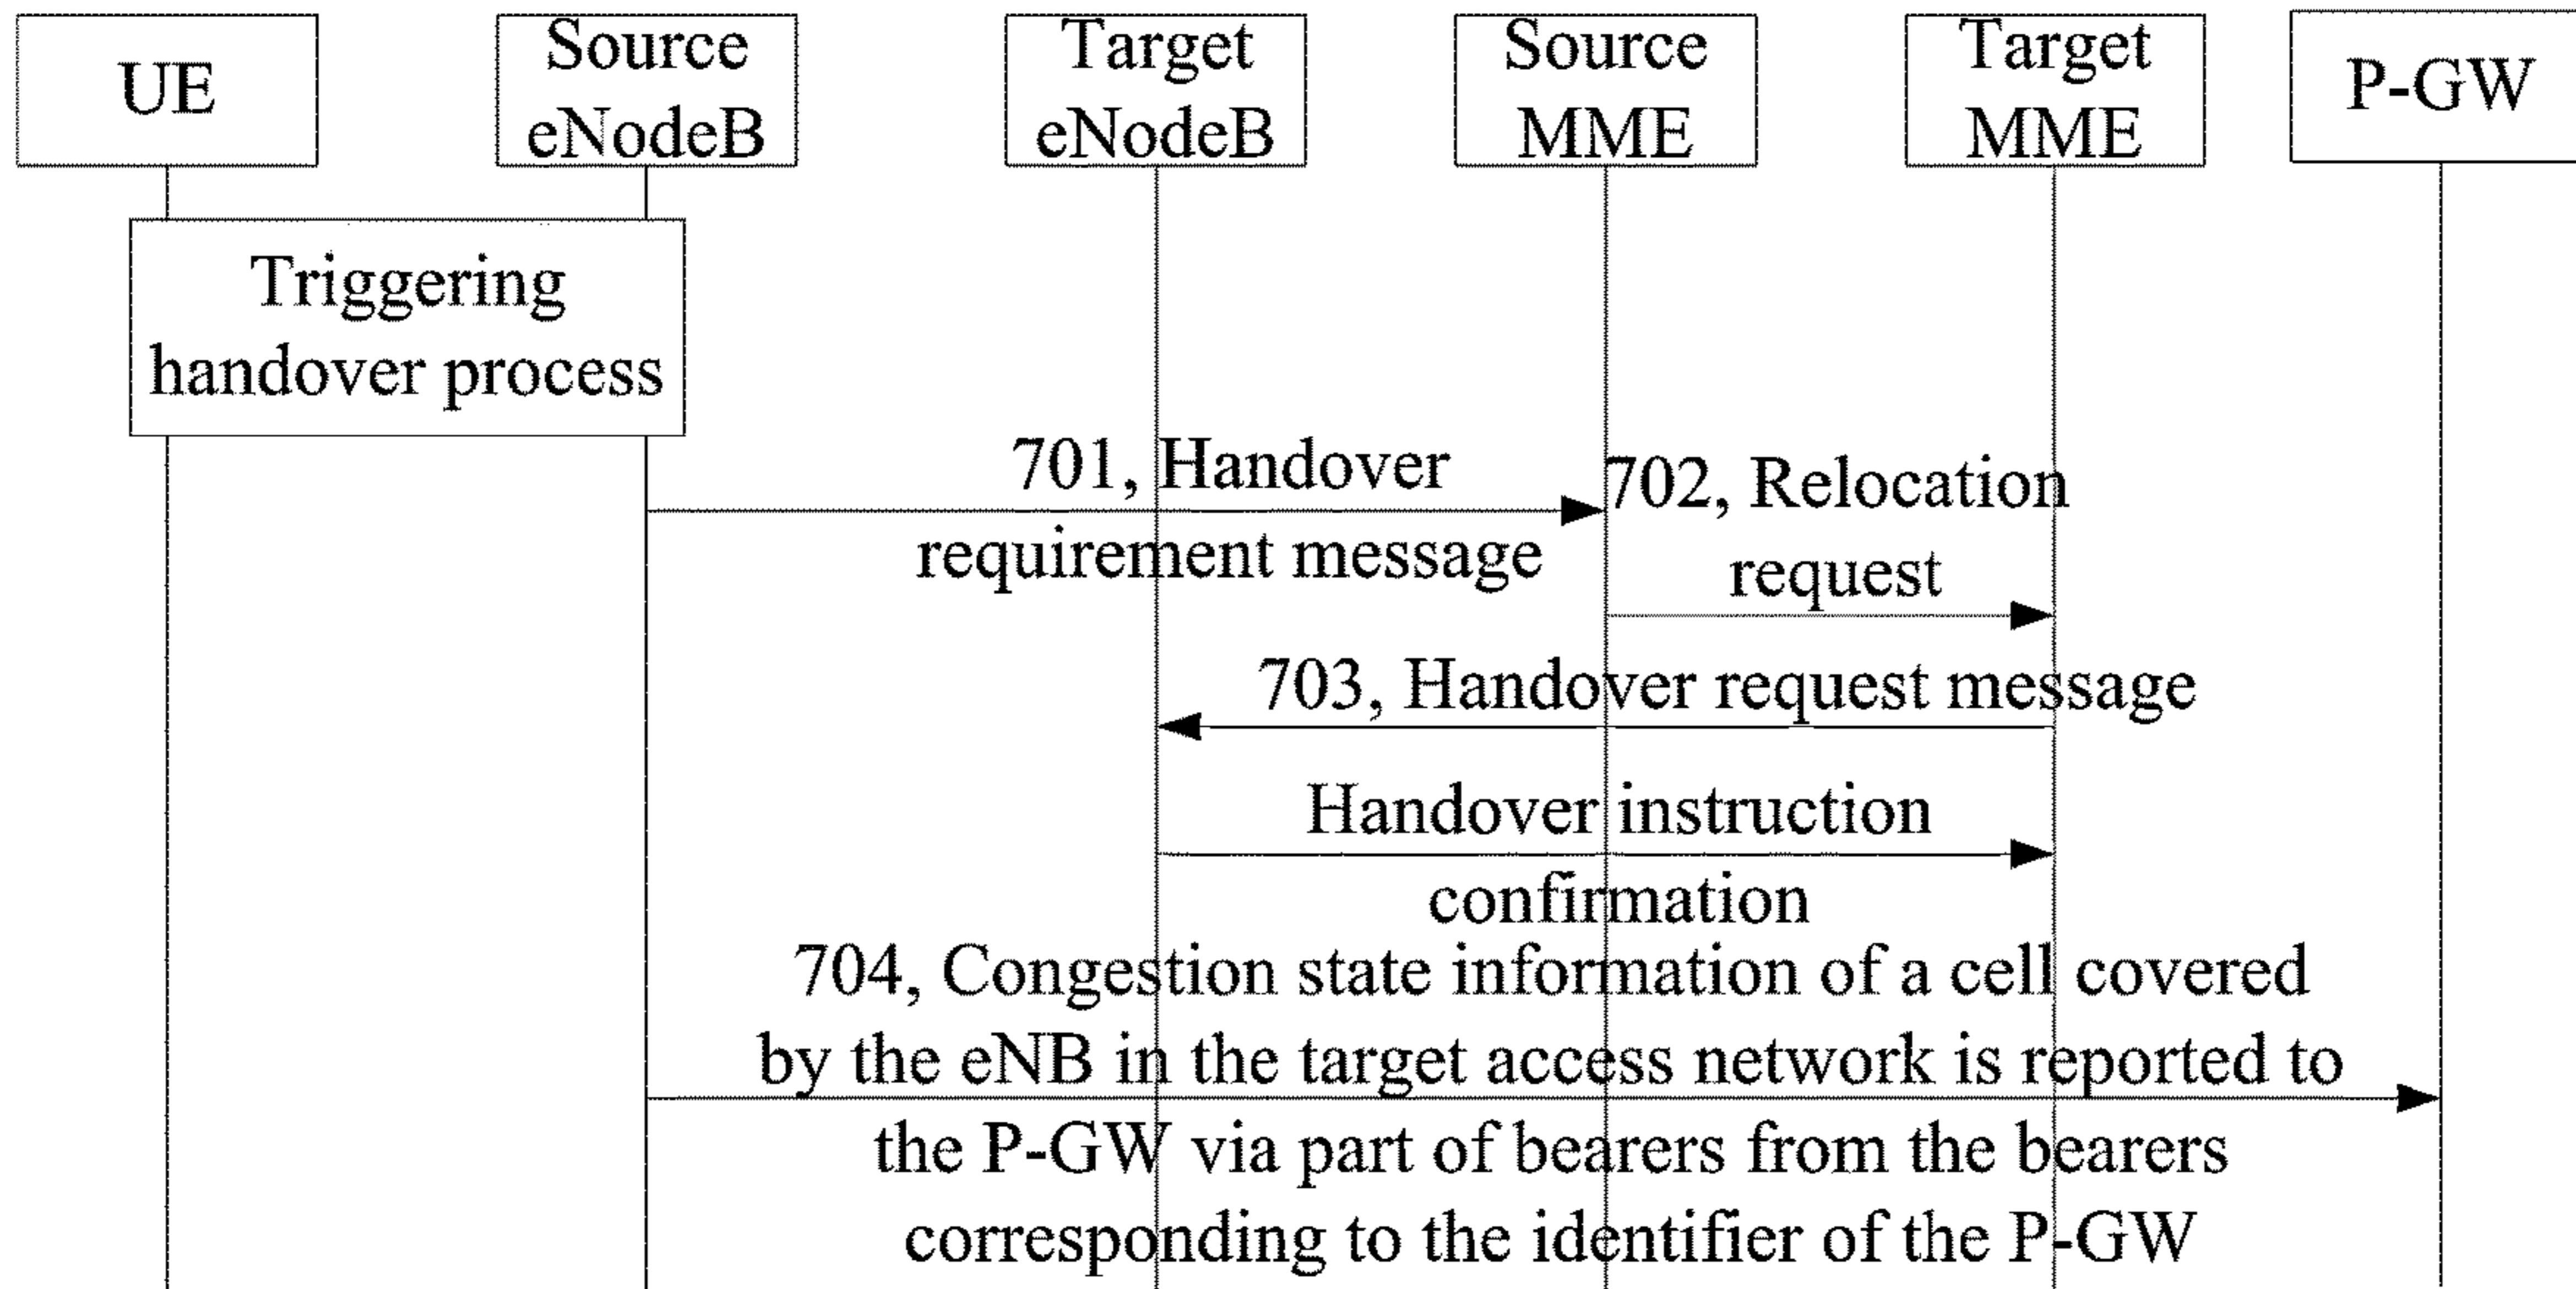 UE
Source
eNodeB
Target
eNodeB
Source
MME
Target
MME
P-GW
Triggering
handover process
701, Handover
requirement message
702, Relocation
request
703, Handover request message
Handover instruction
confirmation
704, Congestion state information of a cell covered
by the eNB in the target access network is reported to
the P-GW via part of bearers from the bearers
corresponding to the identifier of the P-GW